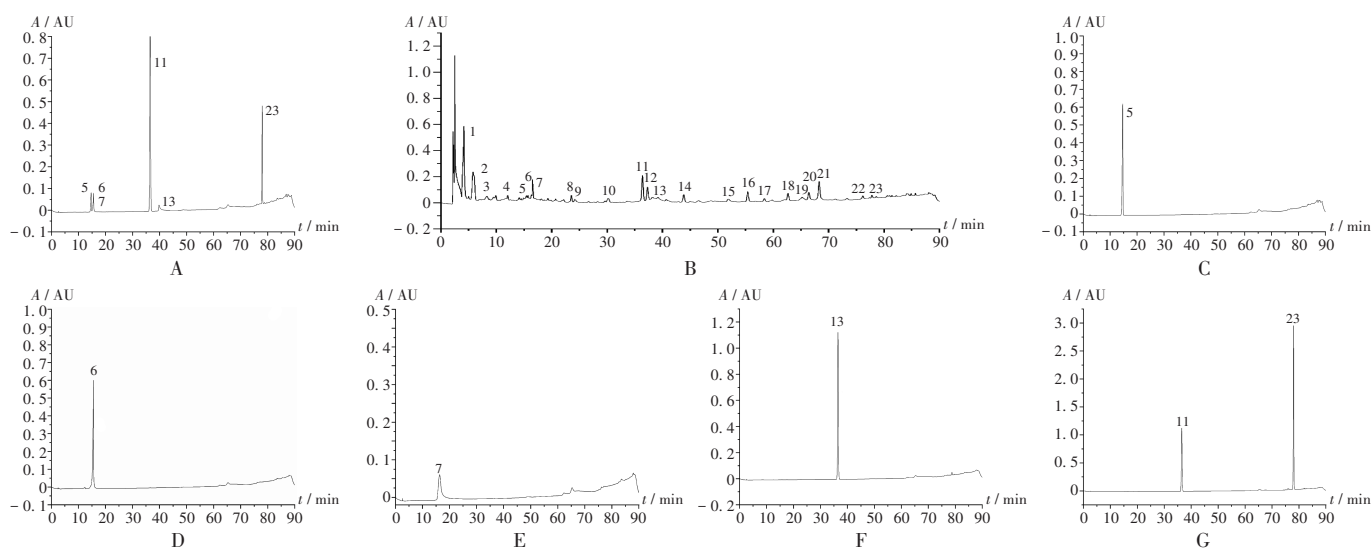 A / AU
0. 8
0. 7
0. 6
0. 5
0. 4
0. 3
0. 2
0. 1
0
– 0. 1
5
6
7
11
13
23
0 10 20 30 40 50 60 70 80 90
t / min
A
A / AU
1. 2
1. 0
0. 8
0. 6
0. 4
0. 2
0
– 0. 2
1
2
3
4
5
6
7
8
9
10
11
12
13
14
15
16
17
18
19
20
21
22
23
0 10 20 30 40 50 60 70 80 90
t / min
B
A / AU
1. 0
0. 9
0. 8
0. 7
0. 6
0. 5
0. 4
0. 3
0. 2
0. 1
0
– 0. 1
5
0 10 20 30 40 50 60 70 80 90
t / min
C
A / AU
1. 0
0. 9
0. 8
0. 7
0. 6
0. 5
0. 4
0. 3
0. 2
0. 1
0
– 0. 1
6
0 10 20 30 40 50 60 70 80 90
t / min
D
A / AU
0. 5
0. 4
0. 3
0. 2
0. 1
0
7
0 10 20 30 40 50 60 70 80 90
t / min
E
A / AU
1. 2
1. 0
0. 8
0. 6
0. 4
0. 2
0
– 0. 2
13
0 10 20 30 40 50 60 70 80 90
t / min
F
A / AU
3. 0
2. 5
2. 0
1. 5
1. 0
0. 5
0
11
23
0 10 20 30 40 50 60 70 80 90
t / min
G